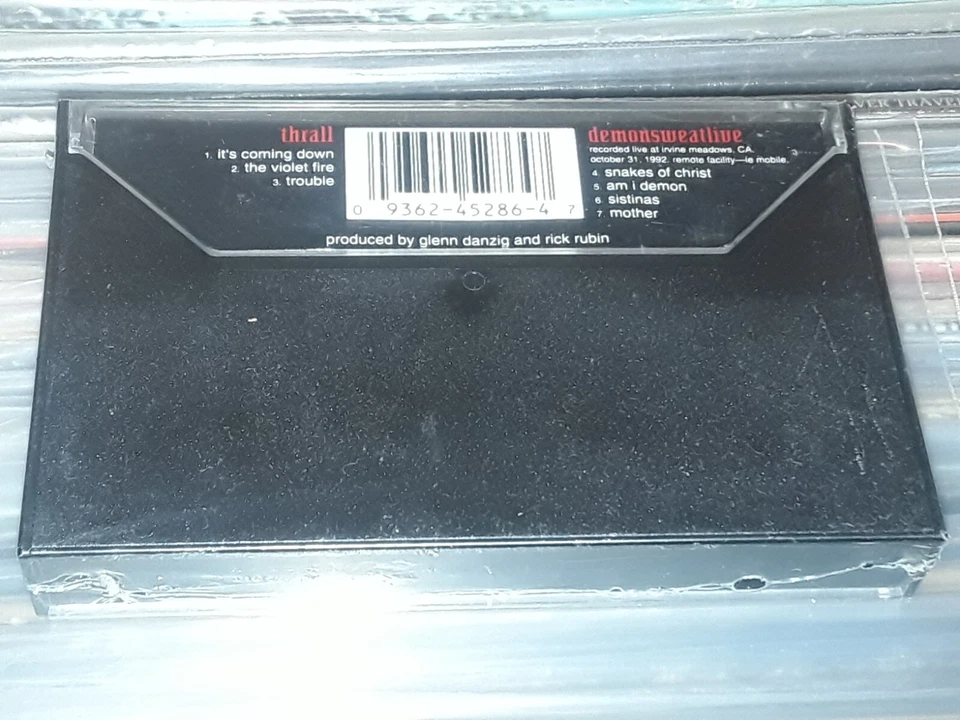 thrall
1. it's coming down
2. the violet fire
3. trouble
0 9362-45286-4 7
demonsweatlive
recorded live at irvine meadows, CA.
october 31, 1992. remote facility—le mobile.
4. snakes of christ
5. am i demon
6. sistinas
7. mother
produced by glenn danzig and rick rubin